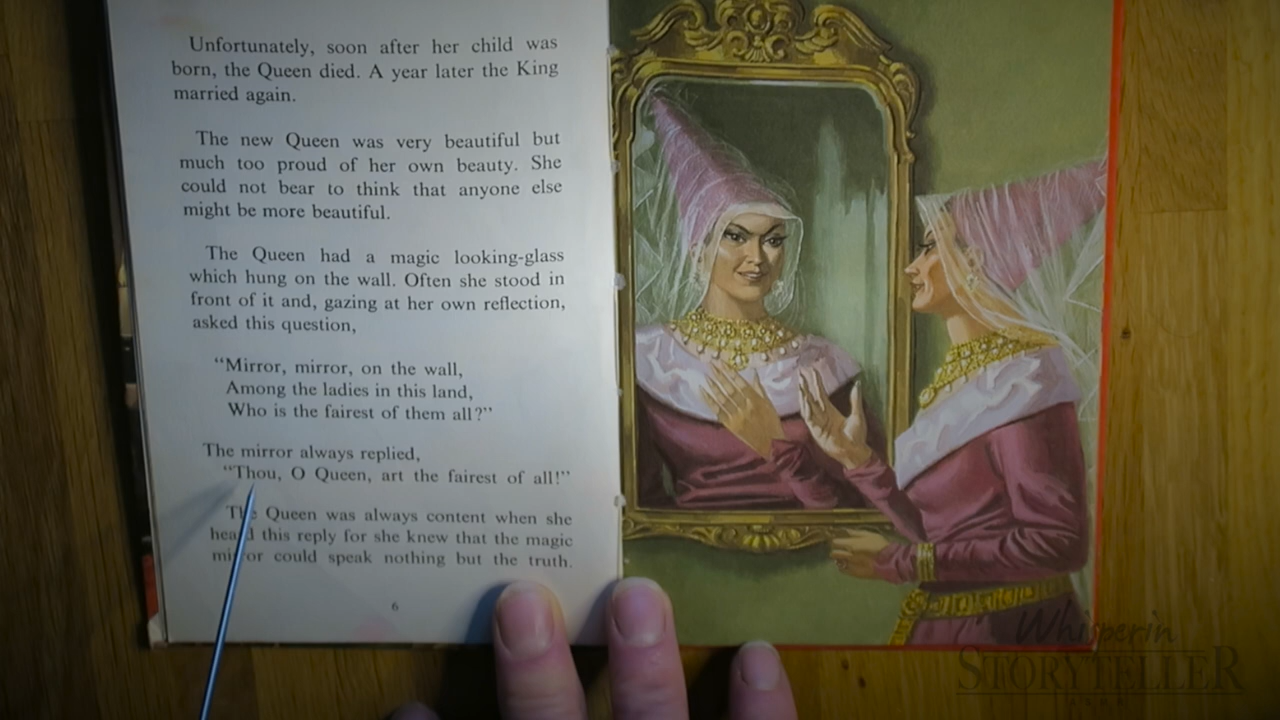 Unfortunately, soon after her child was
born, the Queen died. A year later the King
married again.
The new Queen was very beautiful but
much too proud of her own beauty. She
could not bear to think that anyone else
might be more beautiful.
The Queen had a magic looking-glass
which hung on the wall. Often she stood in
front of it and, gazing at her own reflection,
asked this question,
“Mirror, mirror, on the wall,
Among the ladies in this land,
Who is the fairest of them all?”
The mirror always replied,
“Thou, O Queen, art the fairest of all!”
The Queen was always content when she
heard this reply for she knew that the magic
mirror could speak nothing but the truth.
6
Whisperin
STORYTELLER